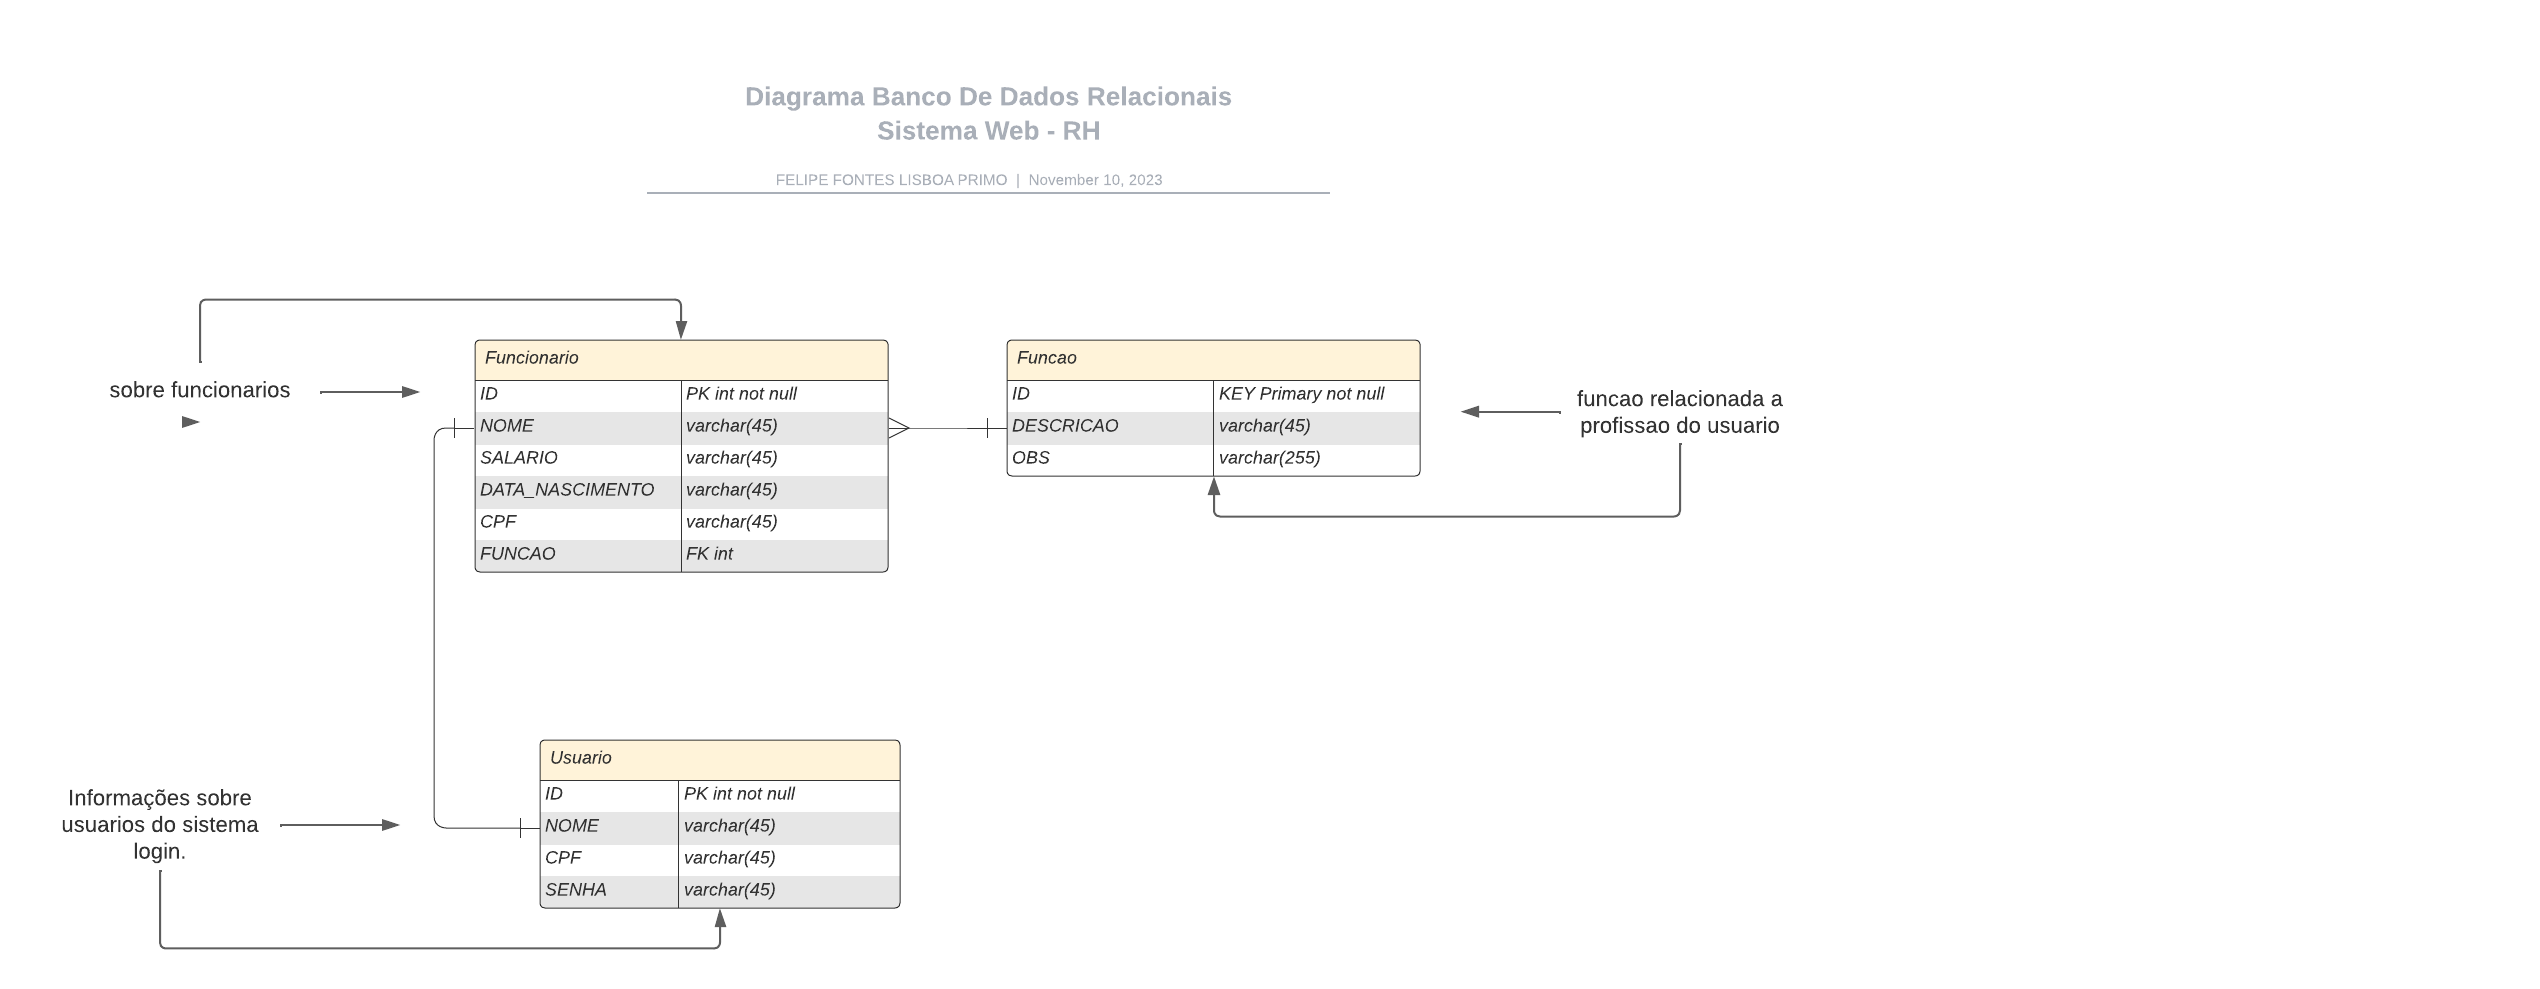 Diagrama Banco De Dados Relacionais
Sistema Web - RH
FELIPE FONTES LISBOA PRIMO | November 10, 2023
sobre funcionarios
Funcionario
ID PK int not null
NOME varchar(45)
SALARIO varchar(45)
DATA_NASCIMENTO varchar(45)
CPF varchar(45)
FUNCAO FK int
Funcao
ID KEY Primary not null
DESCRICAO varchar(45)
OBS varchar(255)
funcao relacionada a
profissao do usuario
Informações sobre
usuarios do sistema
login.
Usuario
ID PK int not null
NOME varchar(45)
CPF varchar(45)
SENHA varchar(45)